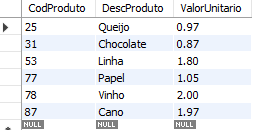 CodProduto DescProduto ValorUnitario
25 Queijo 0.97
31 Chocolate 0.87
53 Linha 1.80
77 Papel 1.05
78 Vinho 2.00
87 Cano 1.97
NULL NULL NULL